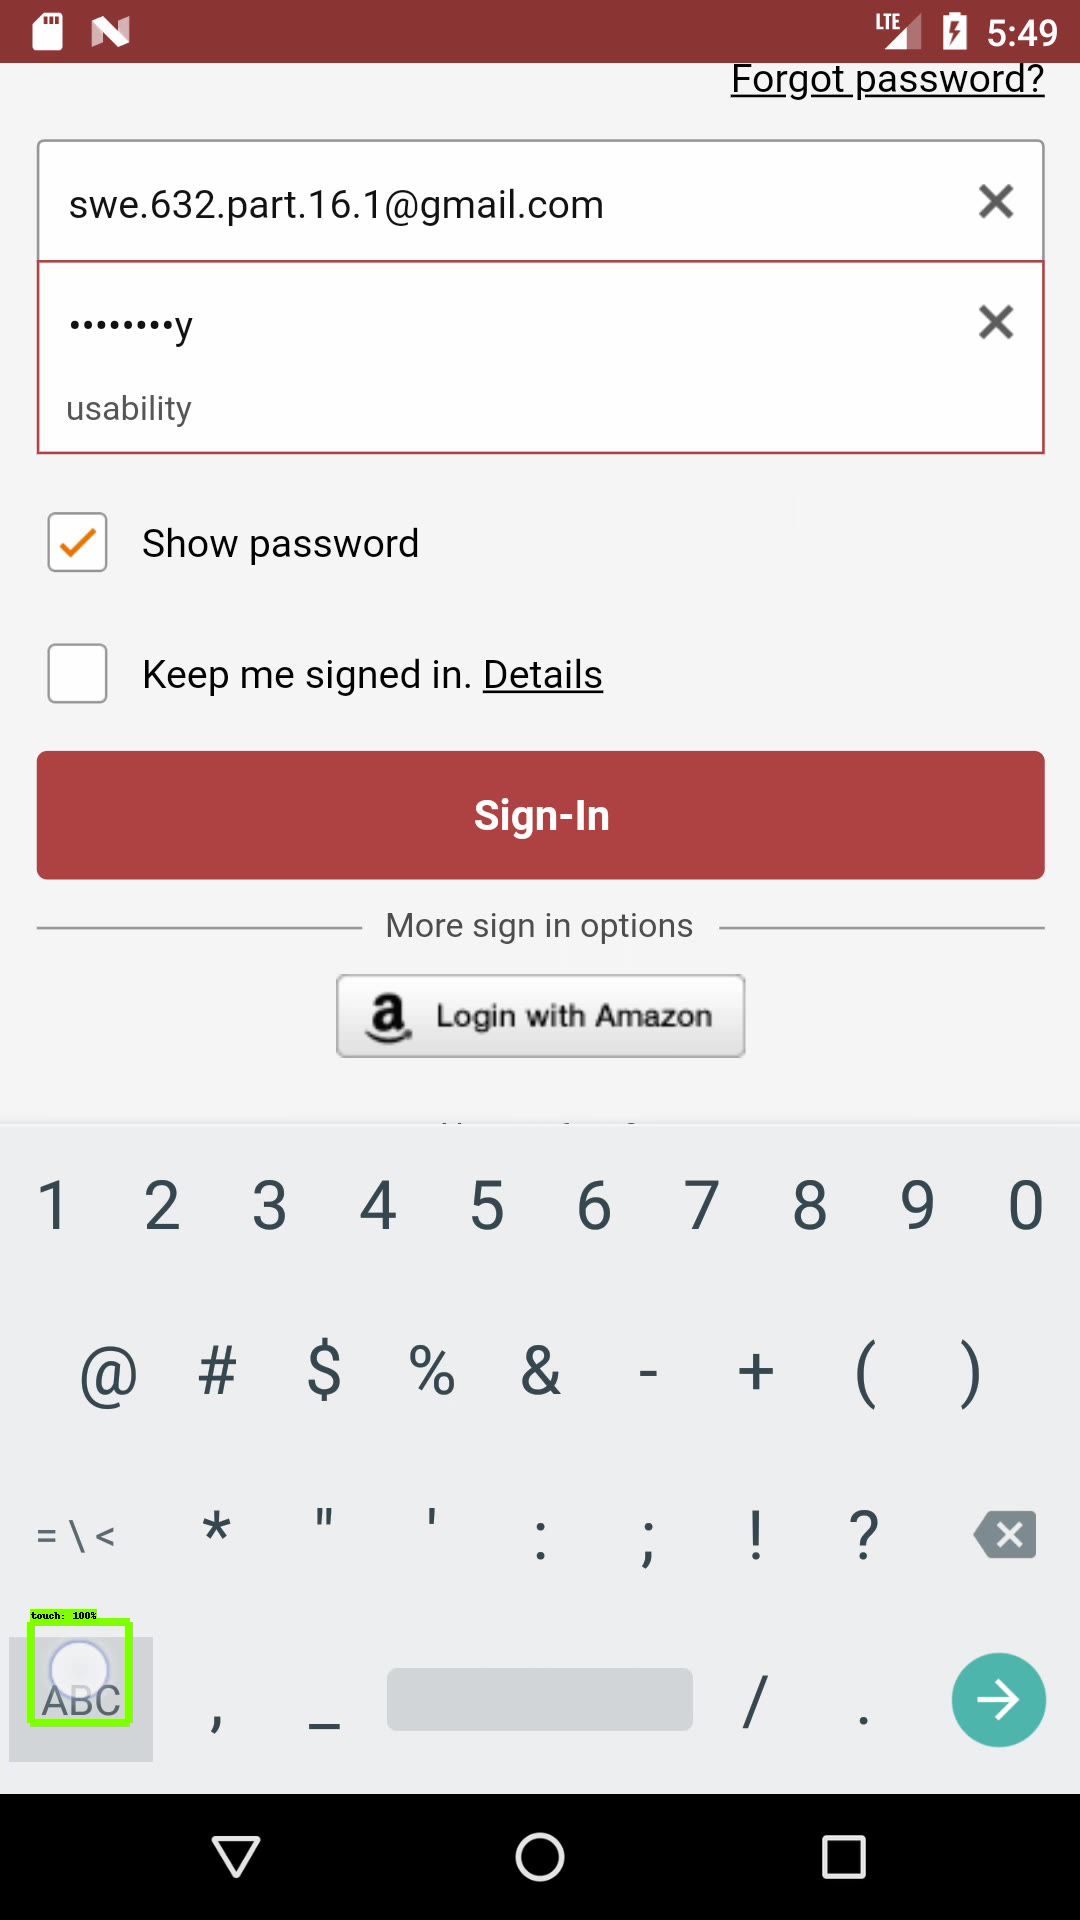 LTE 5:49
Forgot password?
swe.632.part.16.1@gmail.com
••••••••y
usability
Show password
Keep me signed in. Details
Sign-In
More sign in options
a Login with Amazon
1 2 3 4 5 6 7 8 9 0
@ # $ % & - + ( )
= \ < * " ' : ; ! ?
touch: 100%
ABC , _ / .